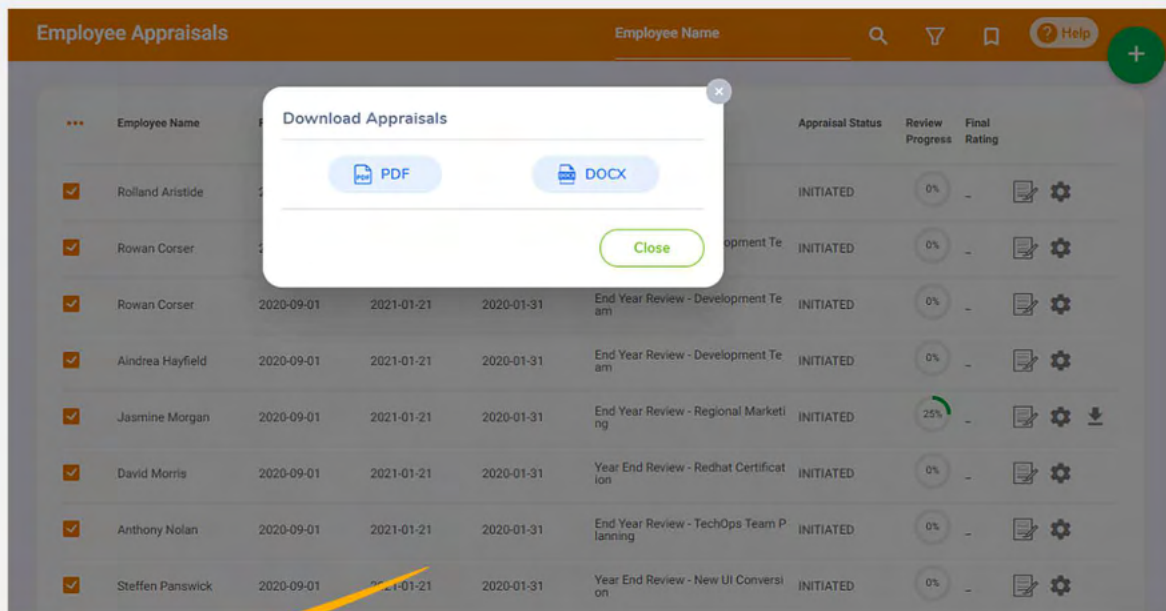 Employee Appraisals
Employee Name
Help
Download Appraisals
PDF
DOCX
Close
Employee Name
Appraisal Status
Review Progress
Final Rating
Rolland Aristide
INITIATED
0%
–
Rowan Corser
opment Te
INITIATED
0%
–
Rowan Corser
2020-09-01
2021-01-21
2020-01-31
End Year Review - Development Te
am
INITIATED
0%
–
Aindrea Hayfield
2020-09-01
2021-01-21
2020-01-31
End Year Review - Development Te
am
INITIATED
0%
–
Jasmine Morgan
2020-09-01
2021-01-21
2020-01-31
End Year Review - Regional Marketi
ng
INITIATED
25%
–
David Morris
2020-09-01
2021-01-21
2020-01-31
Year End Review - Redhat Certificat
ion
INITIATED
0%
–
Anthony Nolan
2020-09-01
2021-01-21
2020-01-31
End Year Review - TechOps Team P
lanning
INITIATED
0%
–
Steffen Panswick
2020-09-01
2021-01-21
2020-01-31
Year End Review - New UI Conversi
on
INITIATED
0%
–